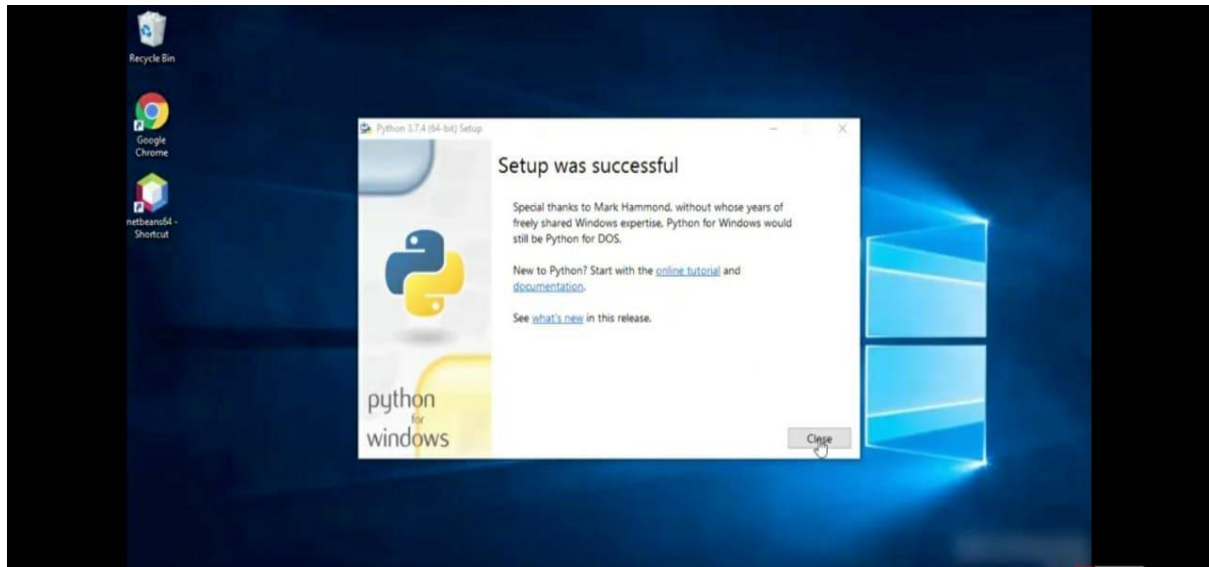 Recycle Bin
Google
Chrome
netbeans64 -
Shortcut
Python 3.7.4 (64-bit) Setup
Setup was successful
Special thanks to Mark Hammond, without whose years of
freely shared Windows expertise, Python for Windows would
still be Python for DOS.
New to Python? Start with the online tutorial and
documentation.
See what's new in this release.
python
for
windows
Close